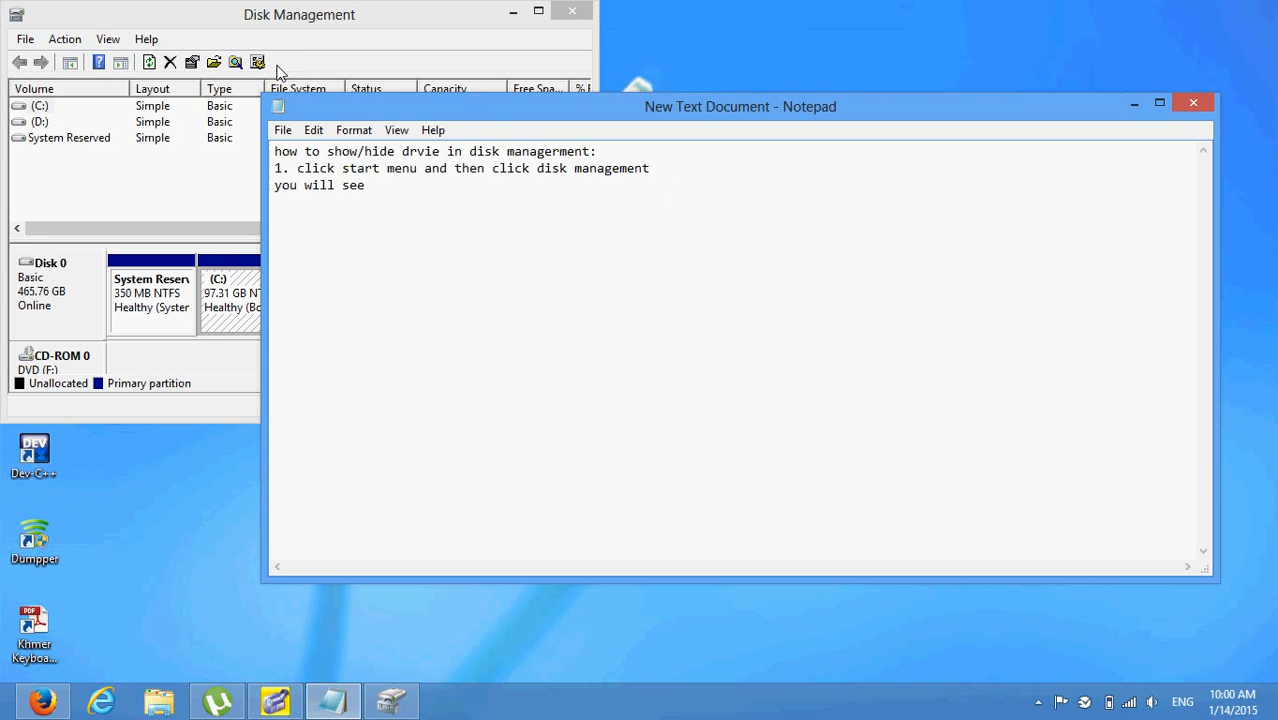 Disk Management
File Action View Help
Volume Layout Type File System Status Capacity Free Spa... % F
(C:) Simple Basic
(D:) Simple Basic
System Reserved Simple Basic
Disk 0
Basic
465.76 GB
Online
System Reserv
350 MB NTFS
Healthy (System
(C:)
97.31 GB NT
Healthy (Bo
CD-ROM 0
DVD (F:)
Unallocated Primary partition
New Text Document - Notepad
File Edit Format View Help
how to show/hide drvie in disk managerment:
1. click start menu and then click disk management
you will see
DEV
Dev-C++
Dumpper
PDF
Khmer
Keyboa...
ENG
10:00 AM
1/14/2015